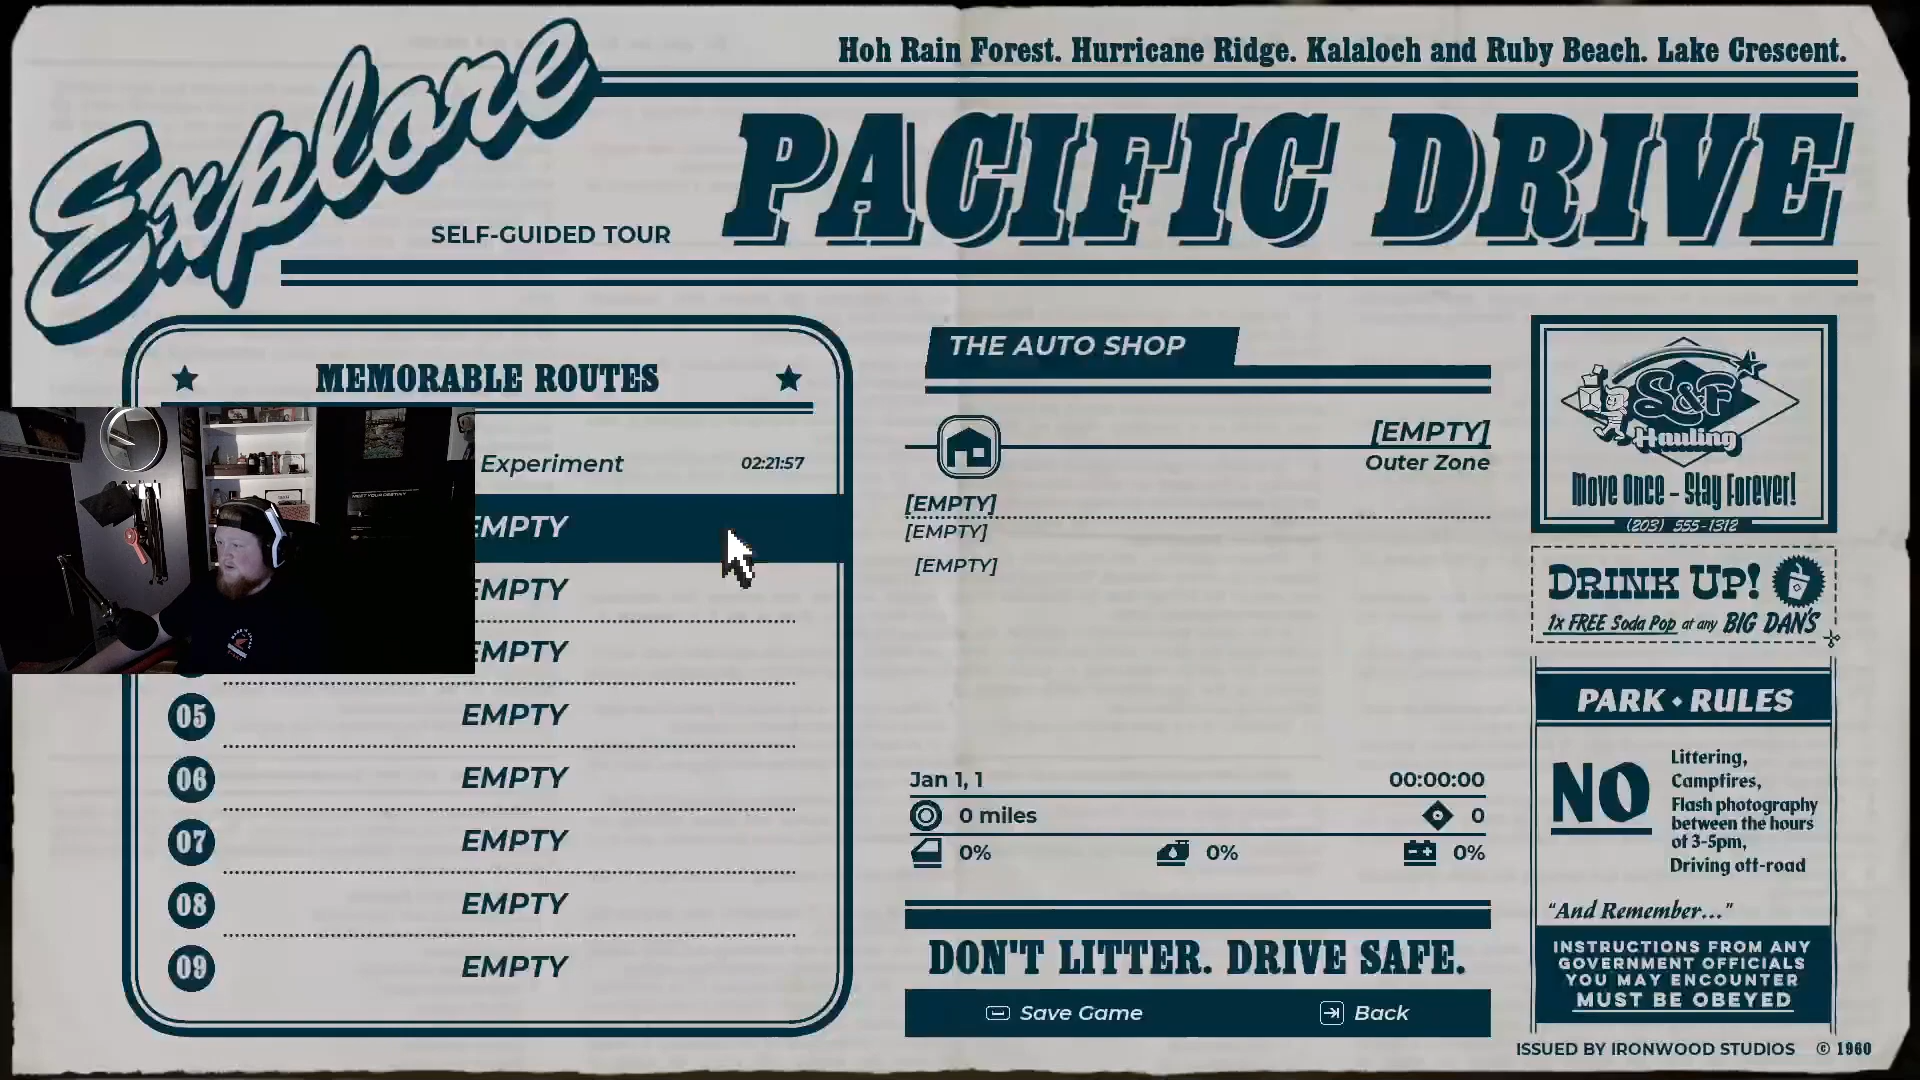 Explore
Hoh Rain Forest. Hurricane Ridge. Kalaloch and Ruby Beach. Lake Crescent.
PACIFIC DRIVE
SELF-GUIDED TOUR
MEMORABLE ROUTES
Experiment 02:21:57
EMPTY
EMPTY
EMPTY
05 EMPTY
06 EMPTY
07 EMPTY
08 EMPTY
09 EMPTY
THE AUTO SHOP
[EMPTY]
Outer Zone
[EMPTY]
[EMPTY]
[EMPTY]
Jan 1, 1 00:00:00
0 miles 0
0% 0% 0%
DON'T LITTER. DRIVE SAFE.
Save Game Back
S&F
Hauling
Move Once - Stay Forever!
(203) 555-1312
DRINK UP!
1x FREE Soda Pop at any BIG DAN'S
PARK • RULES
NO
Littering,
Campfires,
Flash photography
between the hours
of 3-5pm,
Driving off-road
"And Remember..."
INSTRUCTIONS FROM ANY
GOVERNMENT OFFICIALS
YOU MAY ENCOUNTER
MUST BE OBEYED
ISSUED BY IRONWOOD STUDIOS © 1960